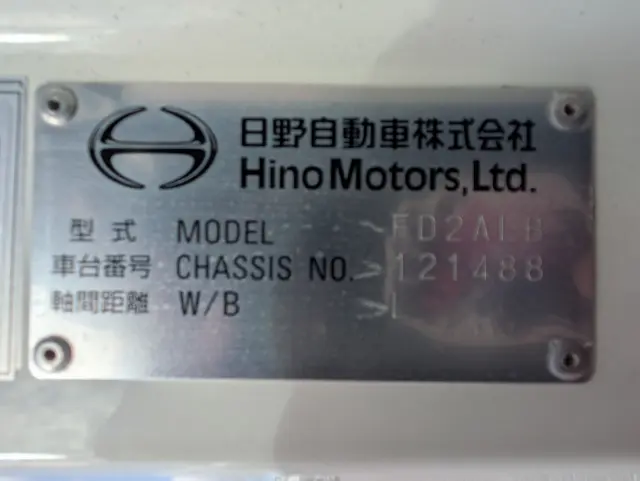 日野自動車株式会社
Hino Motors, Ltd.
型式 MODEL FD2ALB
車台番号 CHASSIS NO. 121488
軸間距離 W/B L